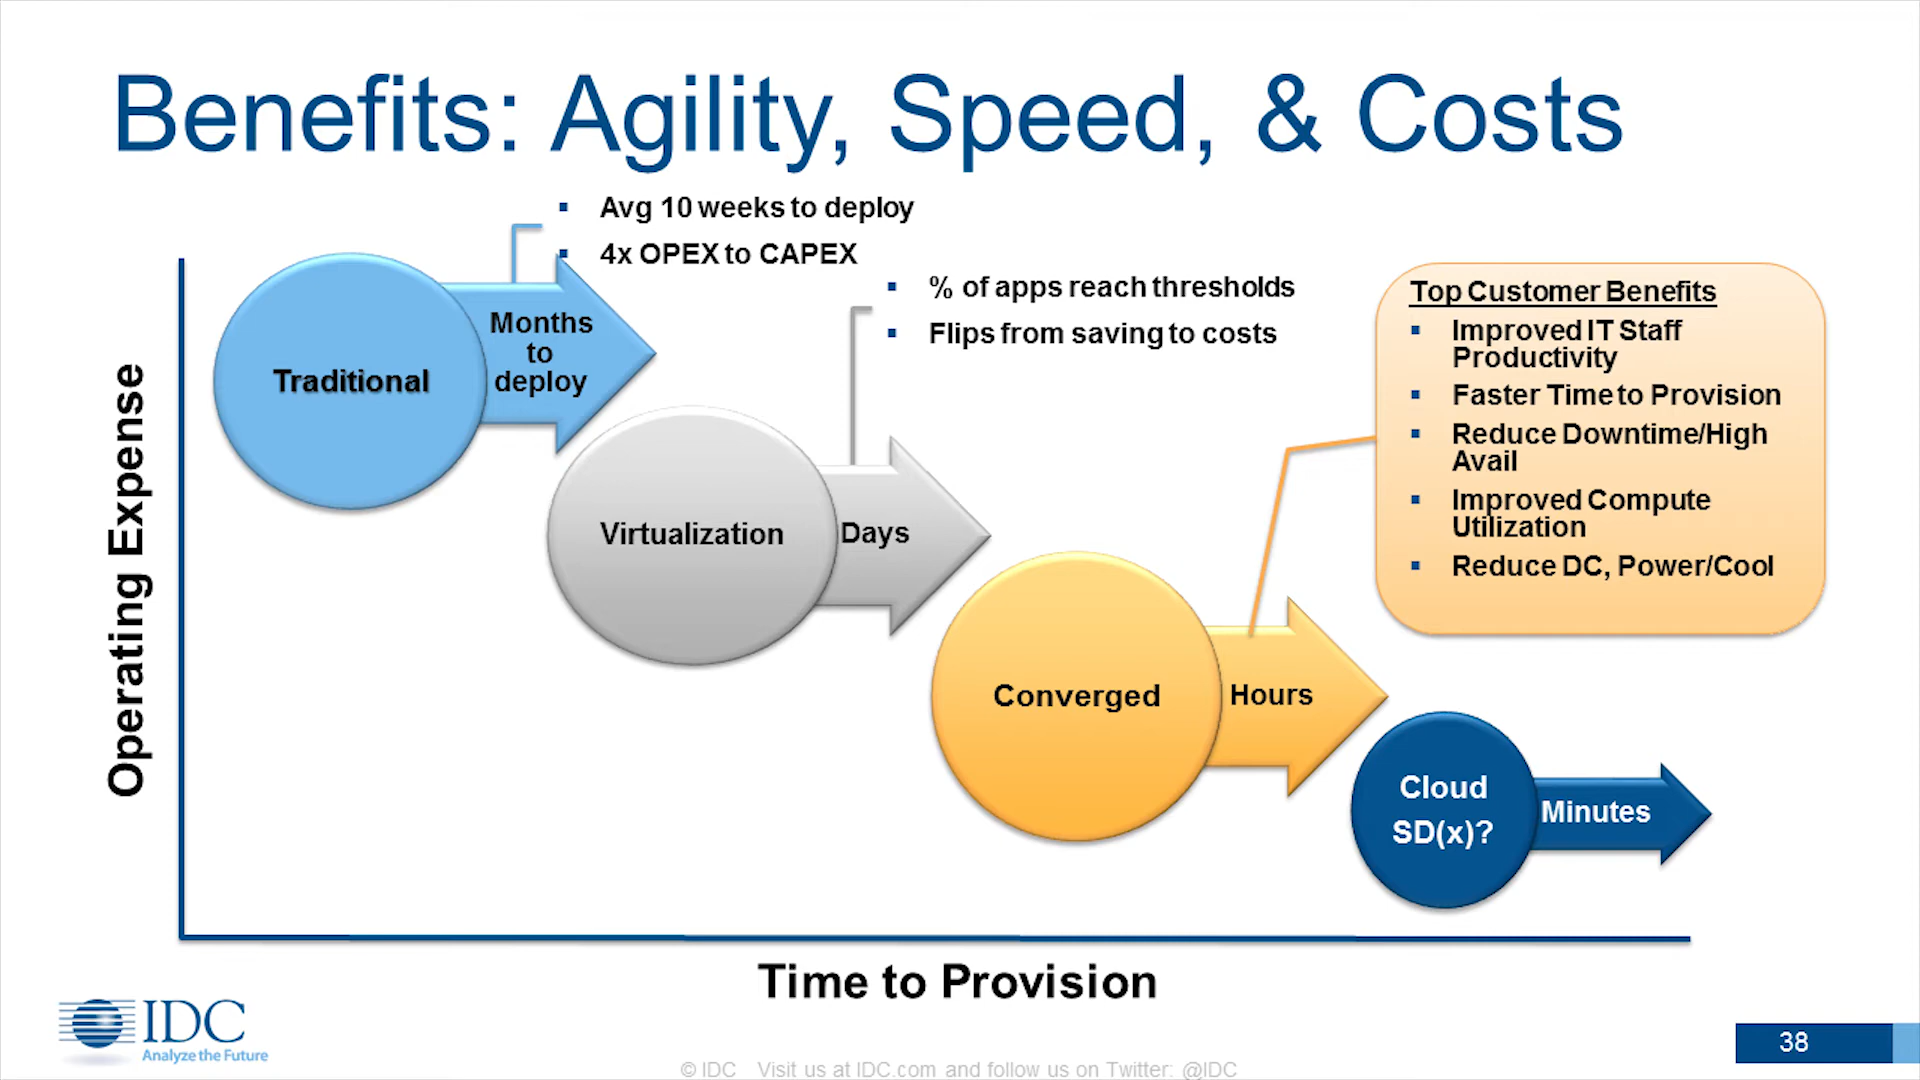 Benefits: Agility, Speed, & Costs
▪ Avg 10 weeks to deploy
▪ 4x OPEX to CAPEX
▪ % of apps reach thresholds
▪ Flips from saving to costs
Top Customer Benefits
▪ Improved IT Staff
Productivity
▪ Faster Time to Provision
▪ Reduce Downtime/High
Avail
▪ Improved Compute
Utilization
▪ Reduce DC, Power/Cool
Operating Expense
Traditional
Months
to
deploy
Virtualization
Days
Converged
Hours
Cloud
SD(x)?
Minutes
Time to Provision
IDC
Analyze the Future
© IDC Visit us at IDC.com and follow us on Twitter: @IDC
38